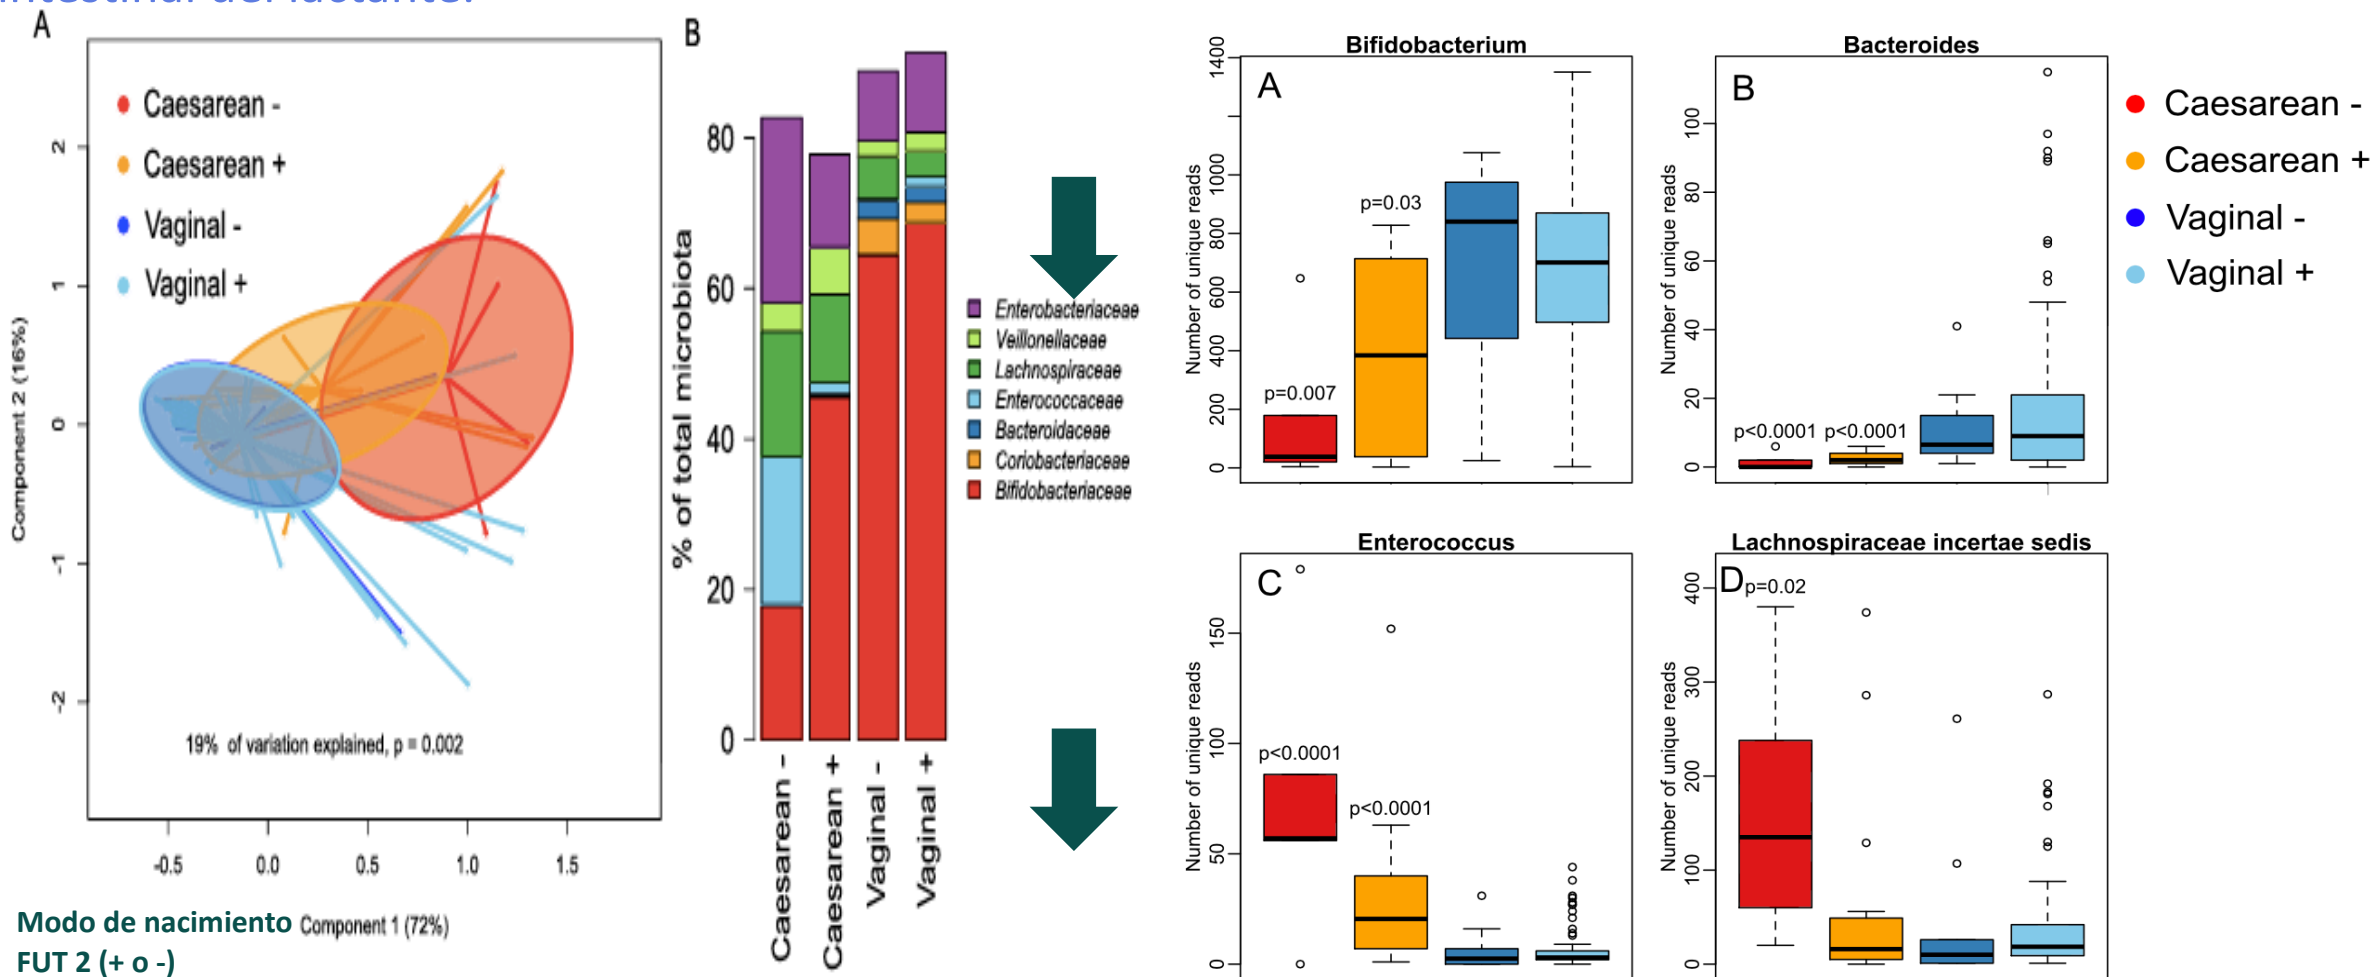 intestinal del lactante.
A
Caesarean -
Caesarean +
Vaginal -
Vaginal +
Component 2 (16%)
2
1
0
-1
-2
19% of variation explained, p = 0.002
-0.5
0.0
0.5
1.0
1.5
Component 1 (72%)
Modo de nacimiento
FUT 2 (+ o -)
B
% of total microbiota
80
60
40
20
0
Caesarean -
Caesarean +
Vaginal -
Vaginal +
Enterobacteriaceae
Veillonellaceae
Lachnospiraceae
Enterococcaceae
Bacteroidaceae
Coriobacteriaceae
Bifidobacteriaceae
Bifidobacterium
A
Number of unique reads
1400
1000
800
600
400
200
0
p=0.007
p=0.03
Bacteroides
B
Number of unique reads
100
80
60
40
20
0
p<0.0001
p<0.0001
Caesarean -
Caesarean +
Vaginal -
Vaginal +
Enterococcus
C
Number of unique reads
150
100
50
0
p<0.0001
p<0.0001
Lachnospiraceae incertae sedis
D
p=0.02
Number of unique reads
400
300
200
100
0